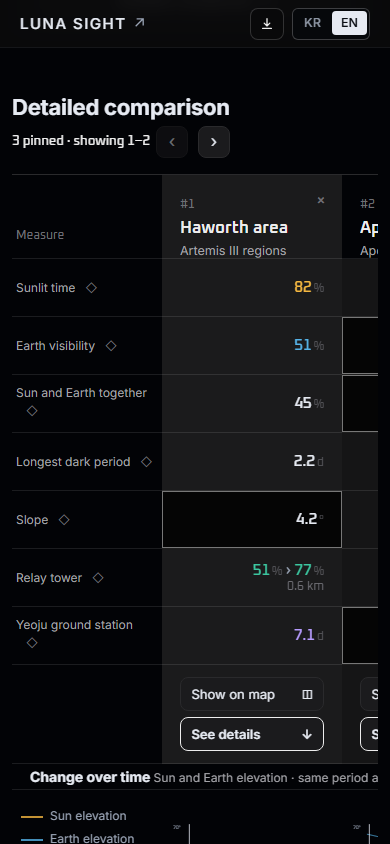 LUNA SIGHT ↗
KR EN
Detailed comparison
3 pinned · showing 1–2 ‹ ›
#1 × #2
Measure Haworth area
Artemis III regions
Sunlit time ◇ 82 %
Earth visibility ◇ 51 %
Sun and Earth together ◇ 45 %
Longest dark period ◇ 2.2 d
Slope ◇ 4.2 °
Relay tower ◇ 51 % › 77 %
0.6 km
Yeoju ground station ◇ 7.1 d
Show on map
See details ↓
Change over time Sun and Earth elevation · same period a
Sun elevation
Earth elevation
70° 70°